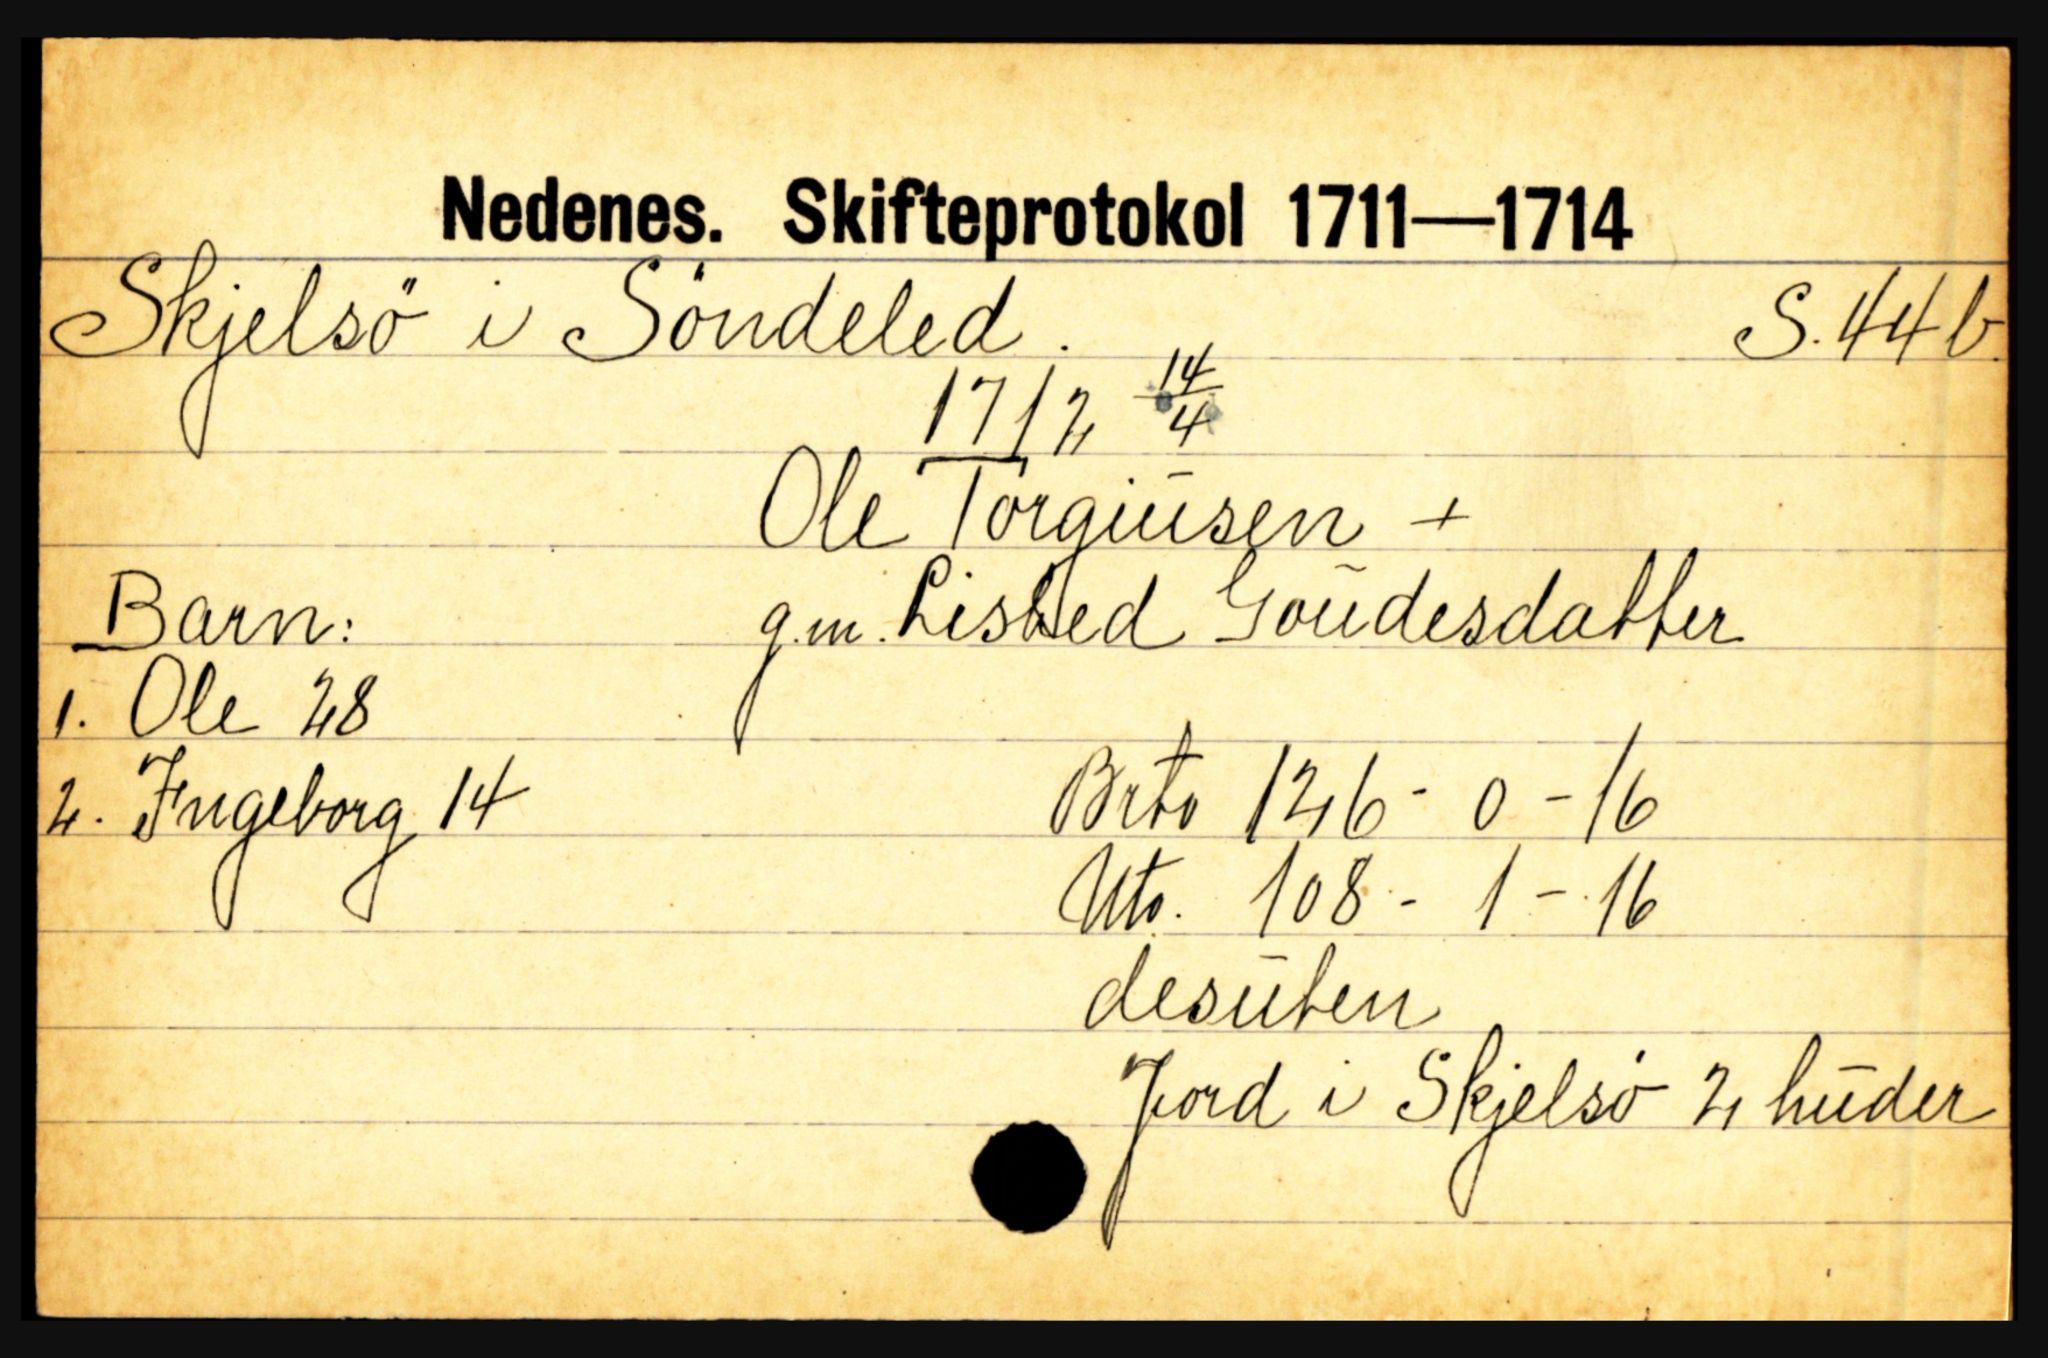 Nedenes. Skifteprotokol 1711—1714
Skjelsö i Söndeled. S. 44 b.
1712 14/4
Ole Torgiusen +
Barn: g.m. Lisbed Goudesdatter
1. Ole 28
2. Ingeborg 14 Brto 126 - 0 - 16
Nto. 108 - 1 - 16
desuten
Jord i Skjelsö 2 huder